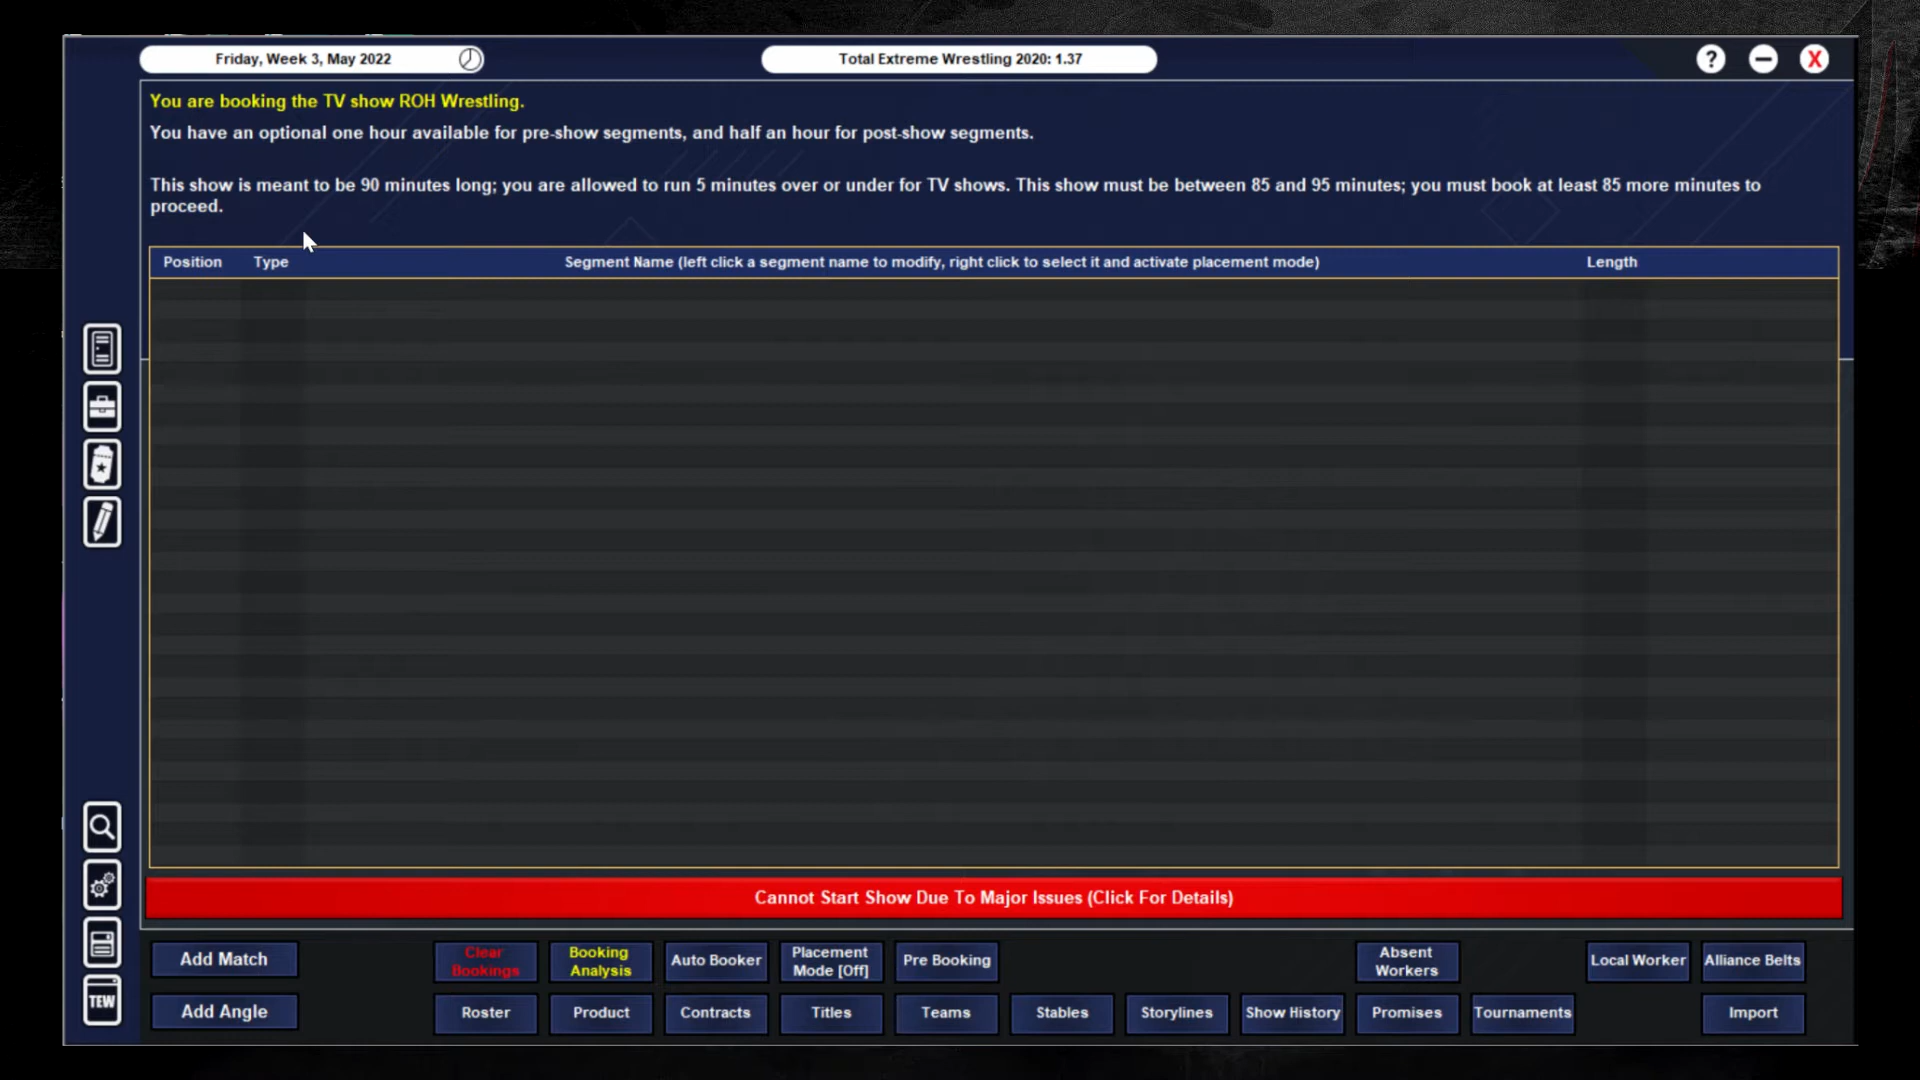 Friday, Week 3, May 2022
Total Extreme Wrestling 2020: 1.37
?
X
You are booking the TV show ROH Wrestling.
You have an optional one hour available for pre-show segments, and half an hour for post-show segments.
This show is meant to be 90 minutes long; you are allowed to run 5 minutes over or under for TV shows. This show must be between 85 and 95 minutes; you must book at least 85 more minutes to
proceed.
Position Type Segment Name (left click a segment name to modify, right click to select it and activate placement mode) Length
Cannot Start Show Due To Major Issues (Click For Details)
Add Match
Clear
Bookings
Booking
Analysis
Auto Booker
Placement
Mode [Off]
Pre Booking
Absent
Workers
Local Worker
Alliance Belts
TEW
Add Angle
Roster
Product
Contracts
Titles
Teams
Stables
Storylines
Show History
Promises
Tournaments
Import